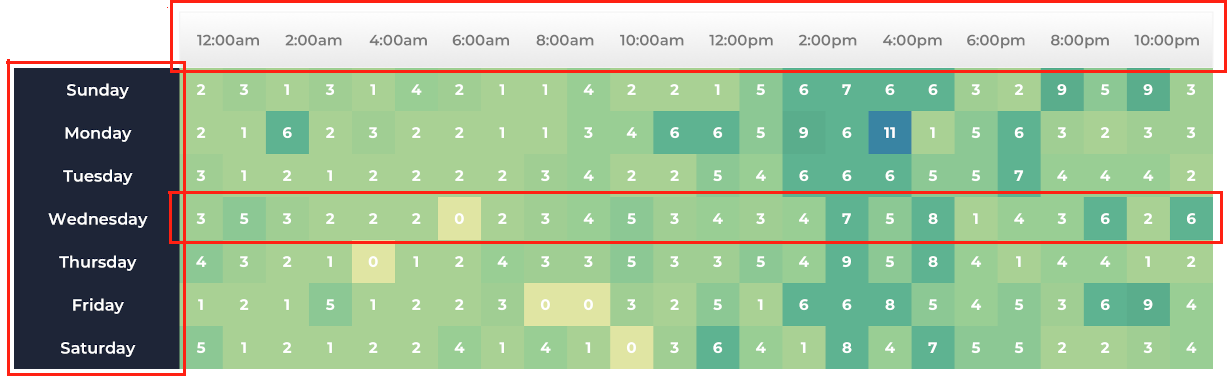 12:00am 2:00am 4:00am 6:00am 8:00am 10:00am 12:00pm 2:00pm 4:00pm 6:00pm 8:00pm 10:00pm
Sunday 2 3 1 3 1 4 2 1 1 4 2 2 1 5 6 7 6 6 3 2 9 5 9 3
Monday 2 1 6 2 3 2 2 1 1 3 4 6 6 5 9 6 11 1 5 6 3 2 3 3
Tuesday 3 1 2 1 2 2 2 2 3 4 2 2 5 4 6 6 6 5 5 7 4 4 4 2
Wednesday 3 5 3 2 2 2 0 2 3 4 5 3 4 3 4 7 5 8 1 4 3 6 2 6
Thursday 4 3 2 1 0 1 2 4 3 3 5 3 3 5 4 9 5 8 4 1 4 4 1 2
Friday 1 2 1 5 1 2 2 3 0 0 3 2 5 1 6 6 8 5 4 5 3 6 9 4
Saturday 5 1 2 1 2 2 4 1 4 1 0 3 6 4 1 8 4 7 5 5 2 2 3 4